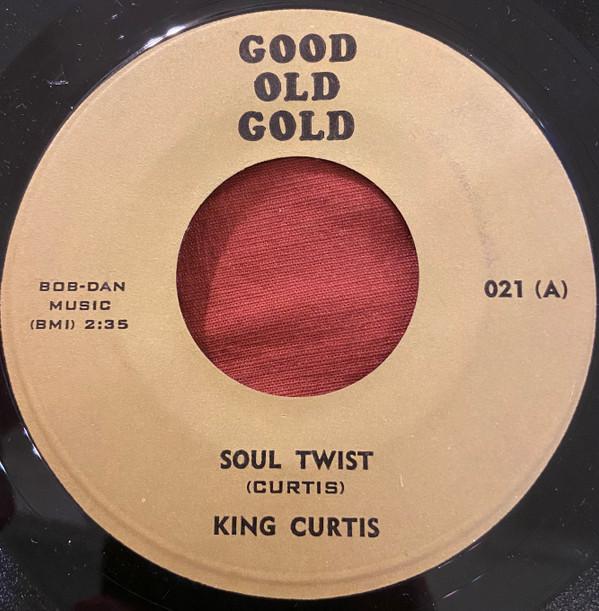 GOOD
OLD
GOLD
BOB-DAN
MUSIC
(BMI) 2:35
021 (A)
SOUL TWIST
(CURTIS)
KING CURTIS